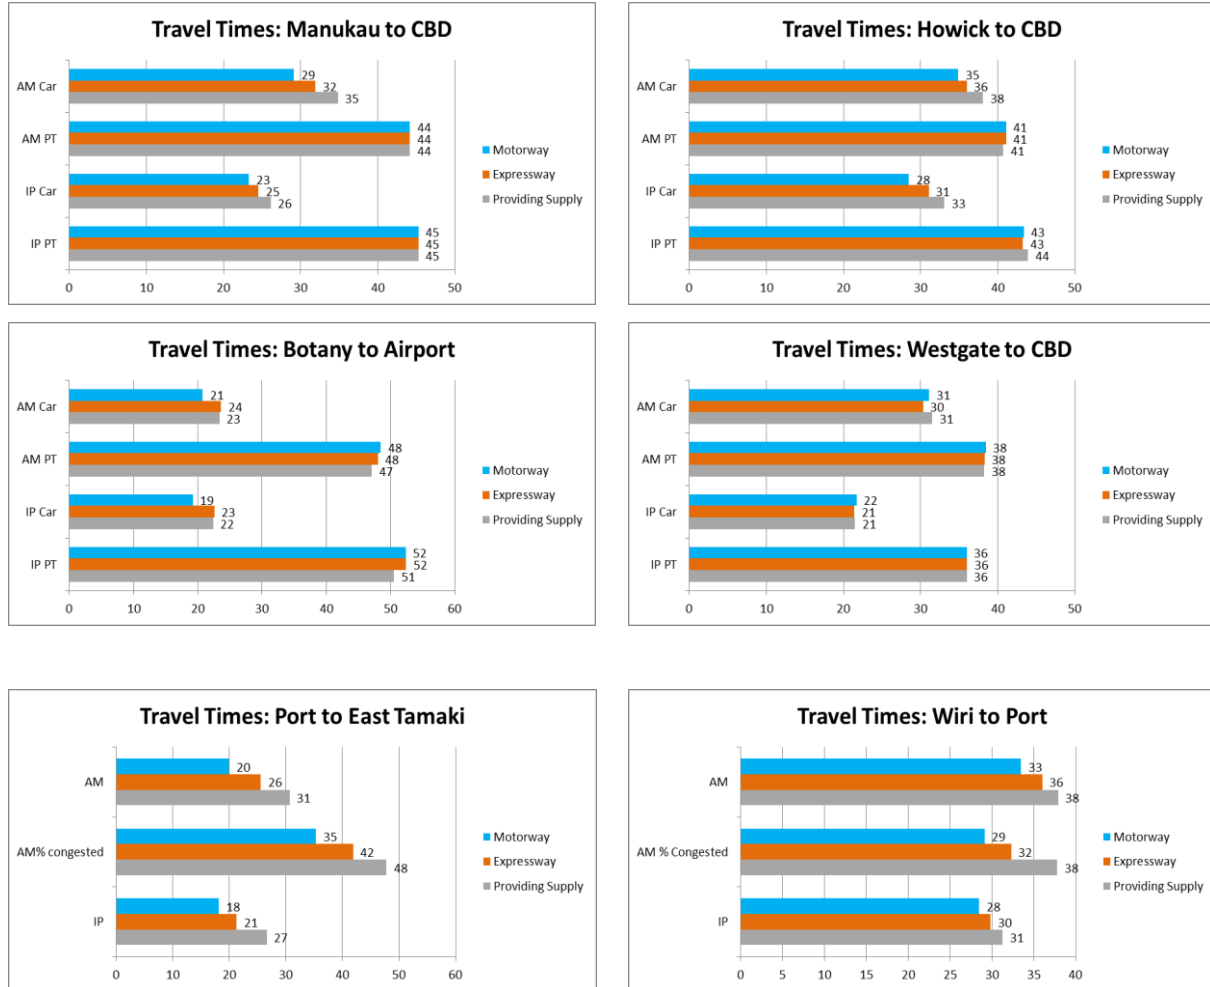 Travel Times: Manukau to CBD
AM Car
29
32
35
AM PT
44
44
44
IP Car
23
25
26
IP PT
45
45
45
0 10 20 30 40 50
Motorway
Expressway
Providing Supply
Travel Times: Howick to CBD
AM Car
35
36
38
AM PT
41
41
41
IP Car
28
31
33
IP PT
43
43
44
0 10 20 30 40 50
Motorway
Expressway
Providing Supply
Travel Times: Botany to Airport
AM Car
21
24
23
AM PT
48
48
47
IP Car
19
23
22
IP PT
52
52
51
0 10 20 30 40 50 60
Motorway
Expressway
Providing Supply
Travel Times: Westgate to CBD
AM Car
31
30
31
AM PT
38
38
38
IP Car
22
21
21
IP PT
36
36
36
0 10 20 30 40 50
Motorway
Expressway
Providing Supply
Travel Times: Port to East Tamaki
AM
20
26
31
AM% congested
35
42
48
IP
18
21
27
0 10 20 30 40 50 60
Motorway
Expressway
Providing Supply
Travel Times: Wiri to Port
AM
33
36
38
AM % Congested
29
32
38
IP
28
30
31
0 5 10 15 20 25 30 35 40
Motorway
Expressway
Providing Supply